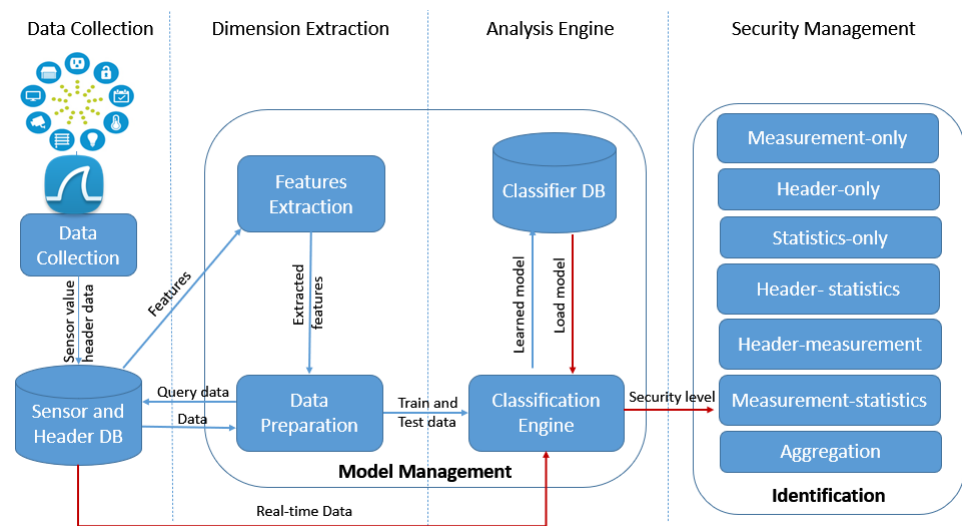 Data Collection
Dimension Extraction
Analysis Engine
Security Management
Data
Collection
Sensor value
header data
Sensor and
Header DB
Features
Query data
Data
Features
Extraction
Extracted
features
Data
Preparation
Train and
Test data
Model Management
Classifier DB
Learned model
Load model
Classification
Engine
Real-time Data
Security level
Measurement-only
Header-only
Statistics-only
Header- statistics
Header-measurement
Measurement-statistics
Aggregation
Identification